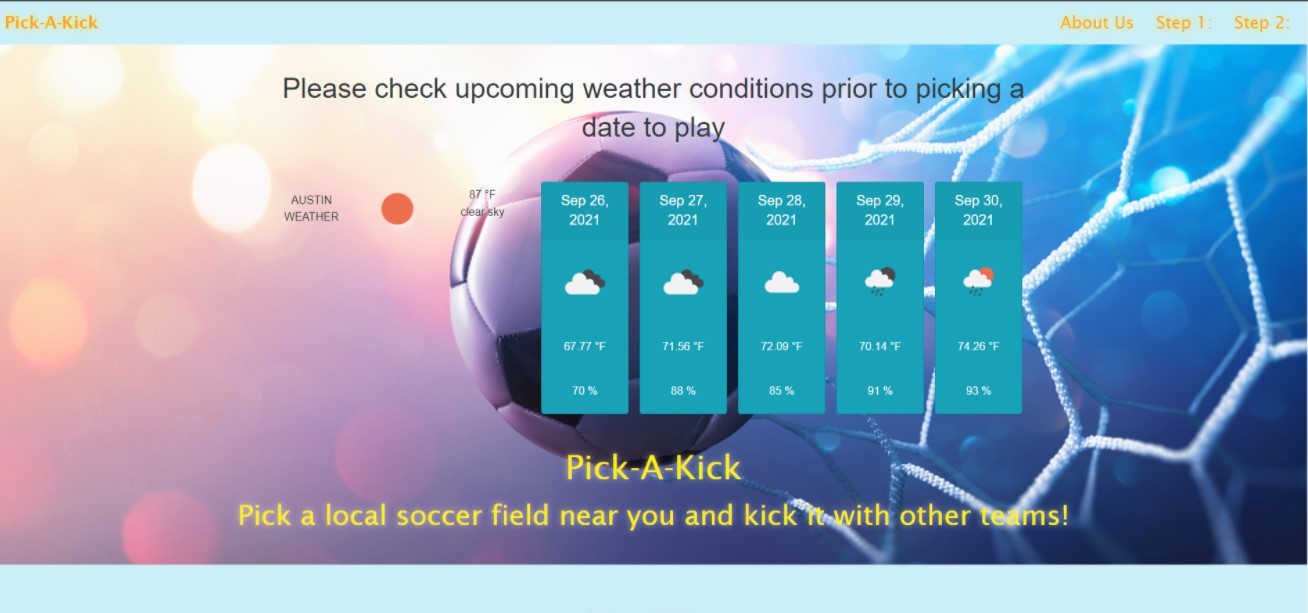 Pick-A-Kick
About Us Step 1: Step 2:
Please check upcoming weather conditions prior to picking a
date to play
AUSTIN
WEATHER
87 °F
clear sky
Sep 26,
2021
67.77 °F
70 %
Sep 27,
2021
71.56 °F
88 %
Sep 28,
2021
72.09 °F
85 %
Sep 29,
2021
70.14 °F
91 %
Sep 30,
2021
74.26 °F
93 %
Pick-A-Kick
Pick a local soccer field near you and kick it with other teams!